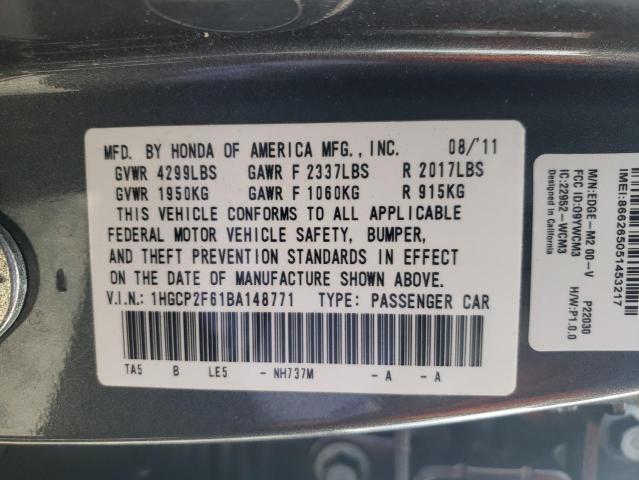 MFD. BY HONDA OF AMERICA MFG., INC. 08/'11
GVWR 4299LBS GAWR F 2337LBS R 2017LBS
GVWR 1950KG GAWR F 1060KG R 915KG
THIS VEHICLE CONFORMS TO ALL APPLICABLE
FEDERAL MOTOR VEHICLE SAFETY, BUMPER,
AND THEFT PREVENTION STANDARDS IN EFFECT
ON THE DATE OF MANUFACTURE SHOWN ABOVE.
V.I.N.: 1HGCP2F61BA148771 TYPE: PASSENGER CAR
TA5 B LE5 - NH737M - A - A
M/N:EDGE-M2 00-V P22030
FCC ID:09YWCM3 H/W:P1.0.0
IC:22952-WCM3
Designed in California
IMEI:866265051453217